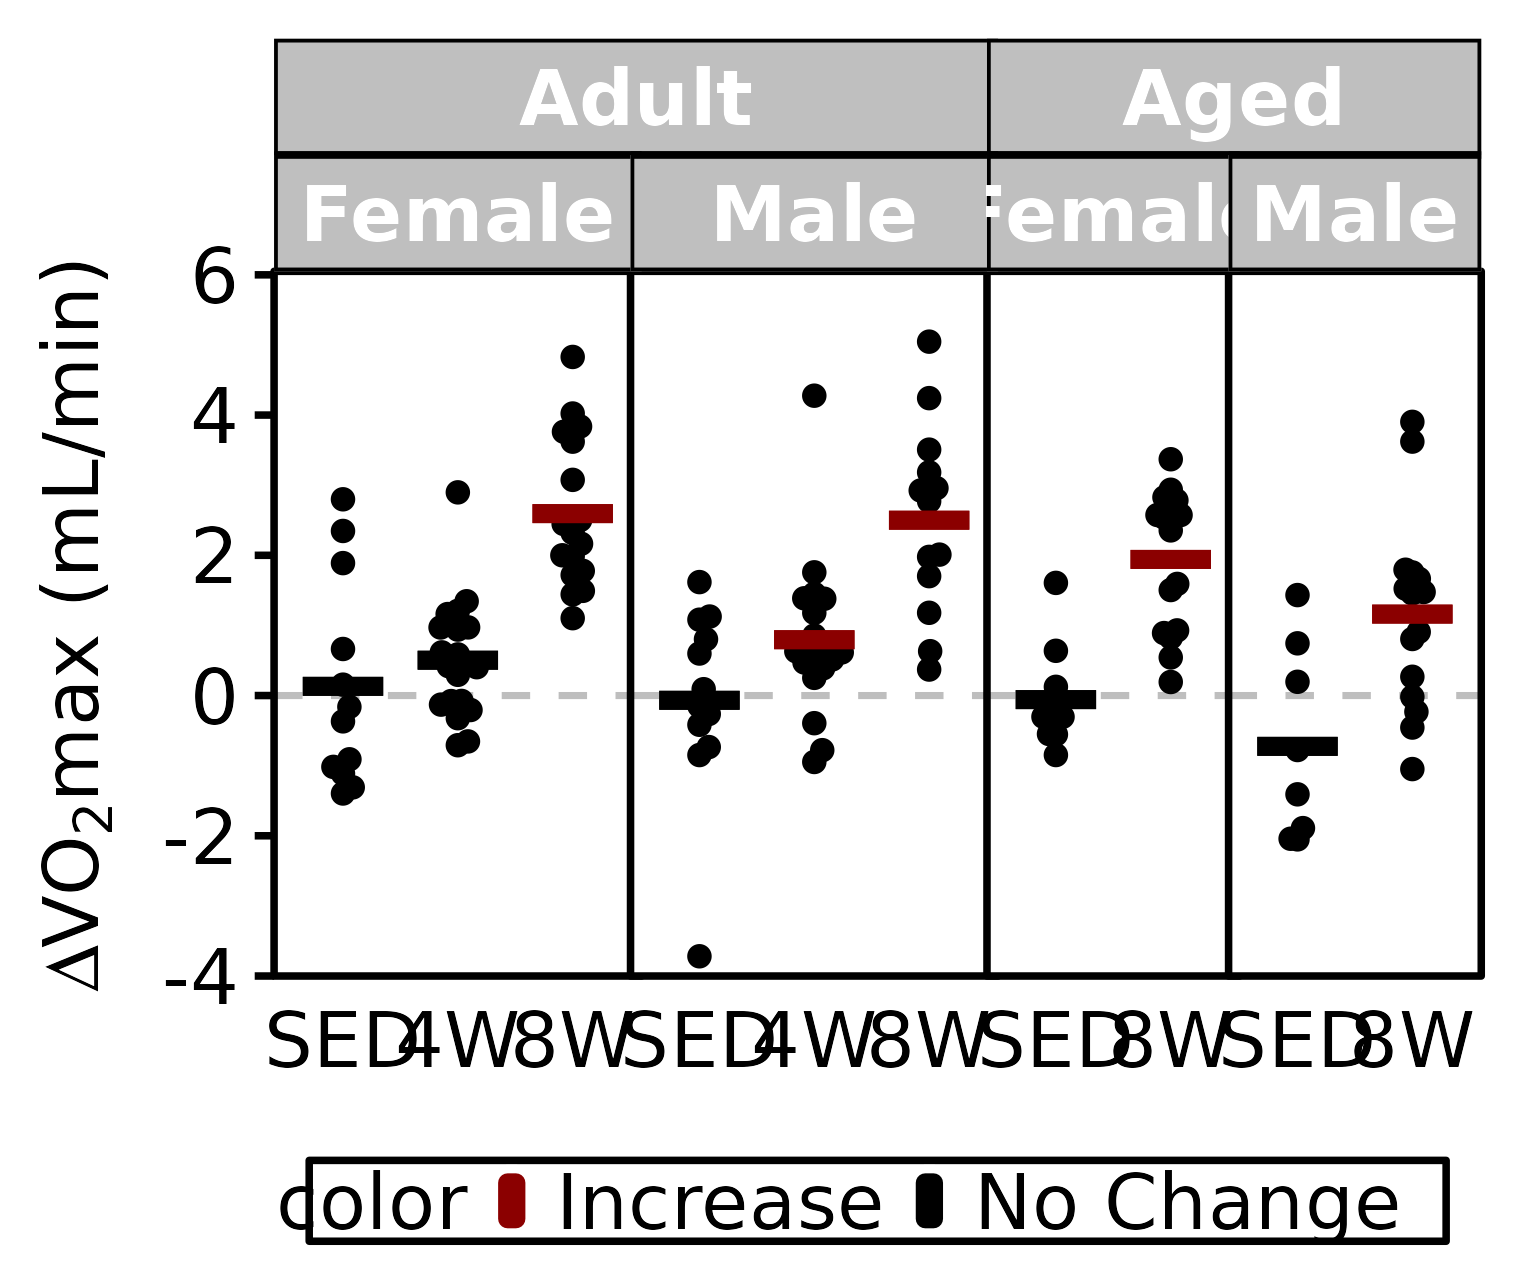 Adult Aged
Female Male Female Male
6
4
2
0
-2
-4
ΔVO₂max (mL/min)
SED 4W 8W SED 4W 8W SED 8W SED 8W
color Increase No Change